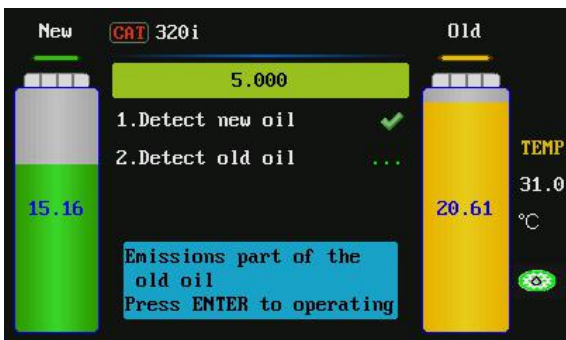 New
CAT 320i
Old
5.000
1.Detect new oil
2.Detect old oil ...
TEMP
31.0
°C
15.16
20.61
Emissions part of the
old oil
Press ENTER to operating